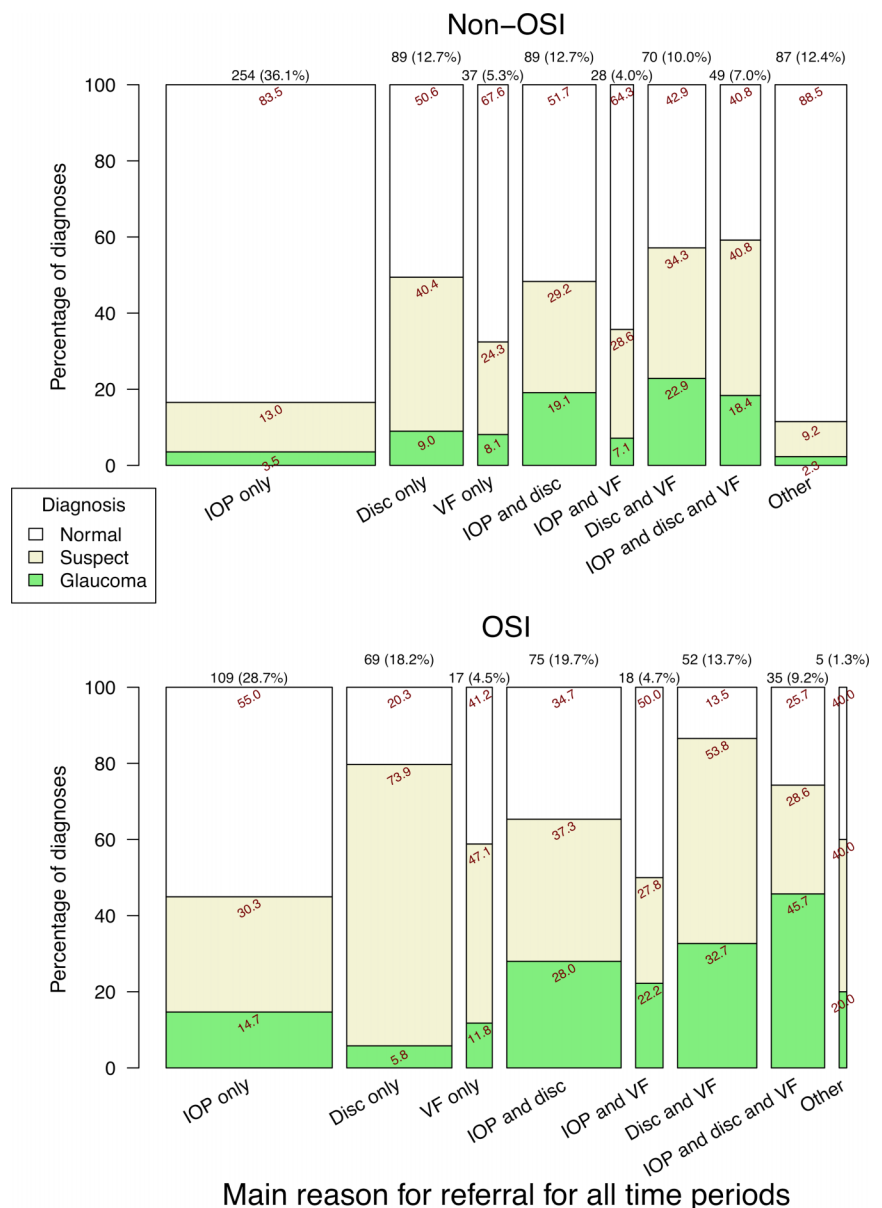 Non−OSI
89 (12.7%) 89 (12.7%) 70 (10.0%) 87 (12.4%)
254 (36.1%) 37 (5.3%) 28 (4.0%) 49 (7.0%)
Percentage of diagnoses
100
80
60
40
20
0
83.5 50.6 67.6 51.7 64.3 42.9 40.8 88.5
13.0 40.4 24.3 29.2 28.6 34.3 40.8 9.2
3.5 9.0 8.1 19.1 7.1 22.9 18.4 2.3
IOP only
Disc only
VF only
IOP and disc
IOP and VF
Disc and VF
IOP and disc and VF
Other
Diagnosis
Normal
Suspect
Glaucoma
OSI
69 (18.2%) 75 (19.7%) 52 (13.7%) 5 (1.3%)
109 (28.7%) 17 (4.5%) 18 (4.7%) 35 (9.2%)
Percentage of diagnoses
100
80
60
40
20
0
55.0 20.3 41.2 34.7 50.0 13.5 25.7 40.0
30.3 73.9 47.1 37.3 27.8 53.8 28.6 40.0
14.7 5.8 11.8 28.0 22.2 32.7 45.7 20.0
IOP only
Disc only
VF only
IOP and disc
IOP and VF
Disc and VF
IOP and disc and VF
Other
Main reason for referral for all time periods